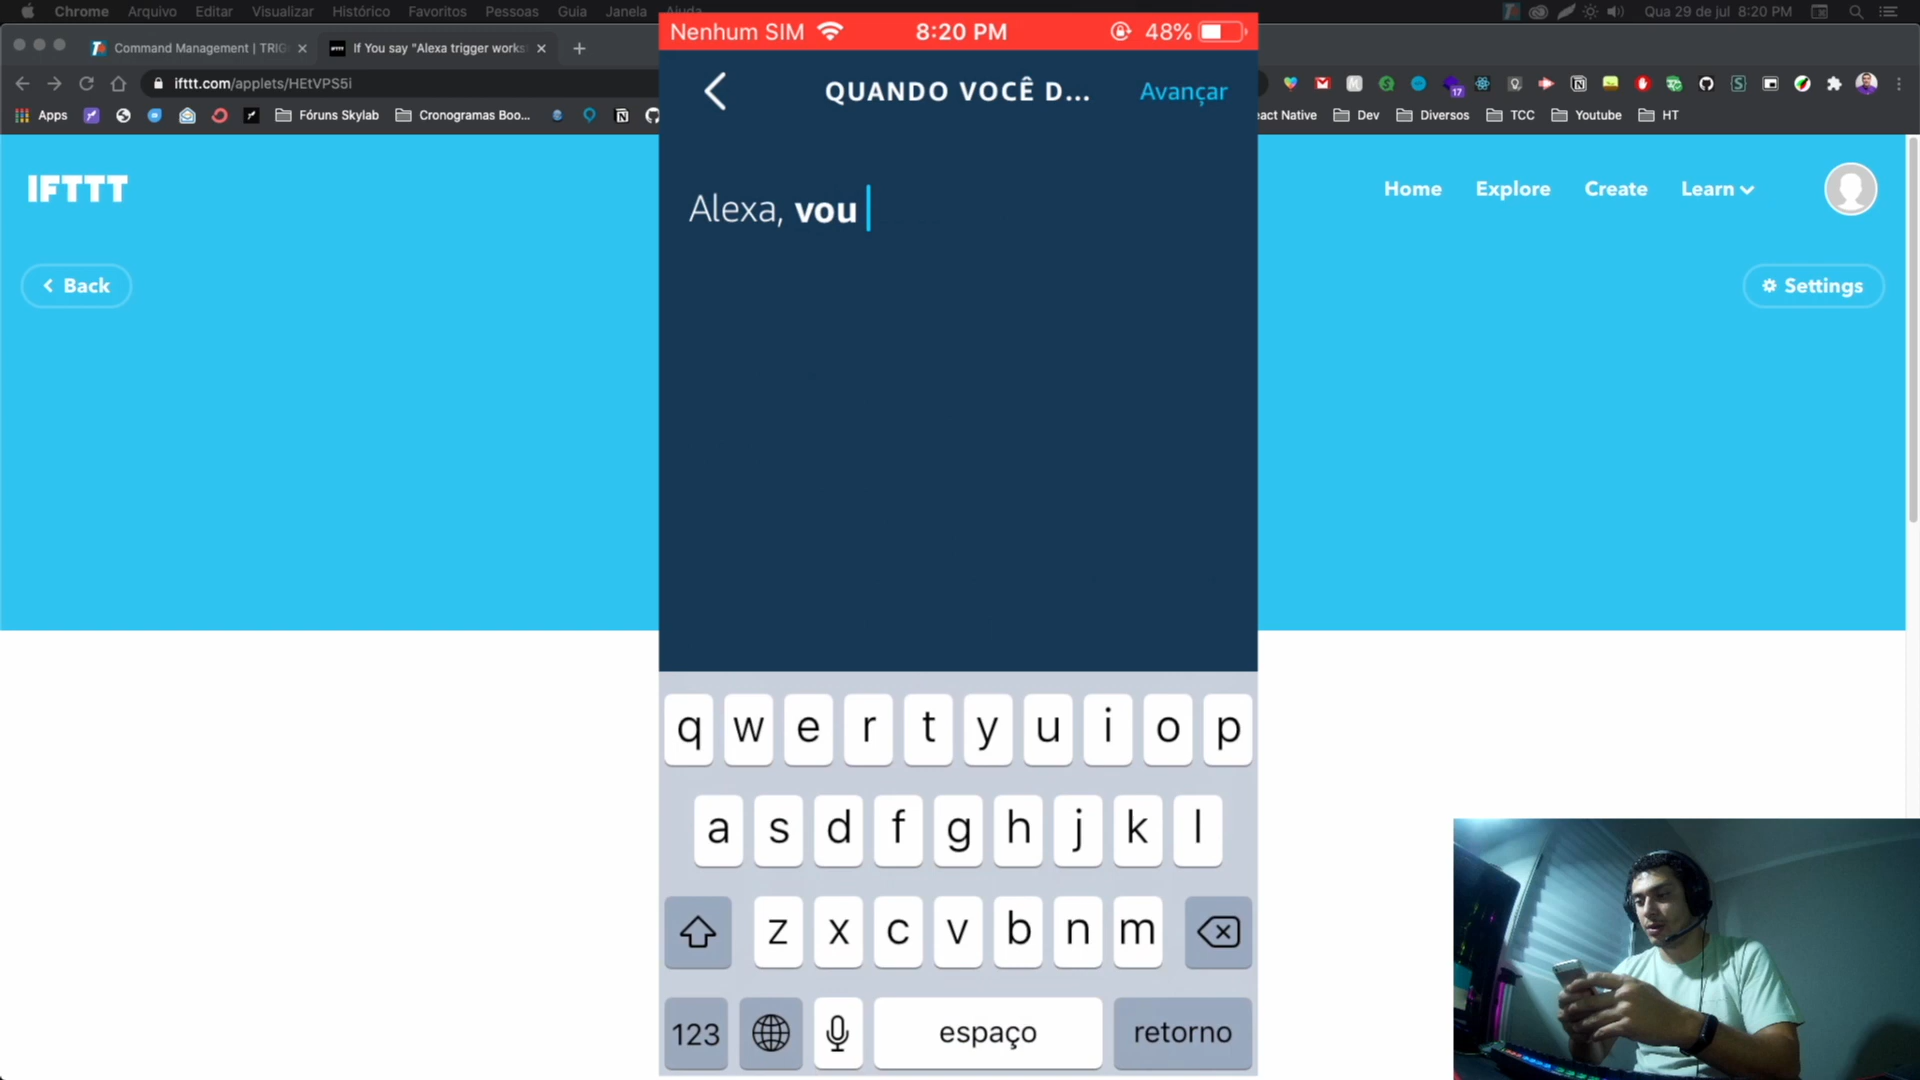 Chrome Arquivo Editar Visualizar Histórico Favoritos Pessoas Guia Janela Ajuda
Qua 29 de jul 8:20 PM
Command Management | TRIG
If You say "Alexa trigger works
ifttt.com/applets/HEtVPS5i
17
Apps
Fóruns Skylab
Cronogramas Boo...
act Native
Dev
Diversos
TCC
Youtube
HT
IFTTT
Home
Explore
Create
Learn
Back
Settings
Nenhum SIM
8:20 PM
48%
QUANDO VOCÊ D...
Avançar
Alexa, vou
q w e r t y u i o p
a s d f g h j k l
z x c v b n m
123
espaço
retorno